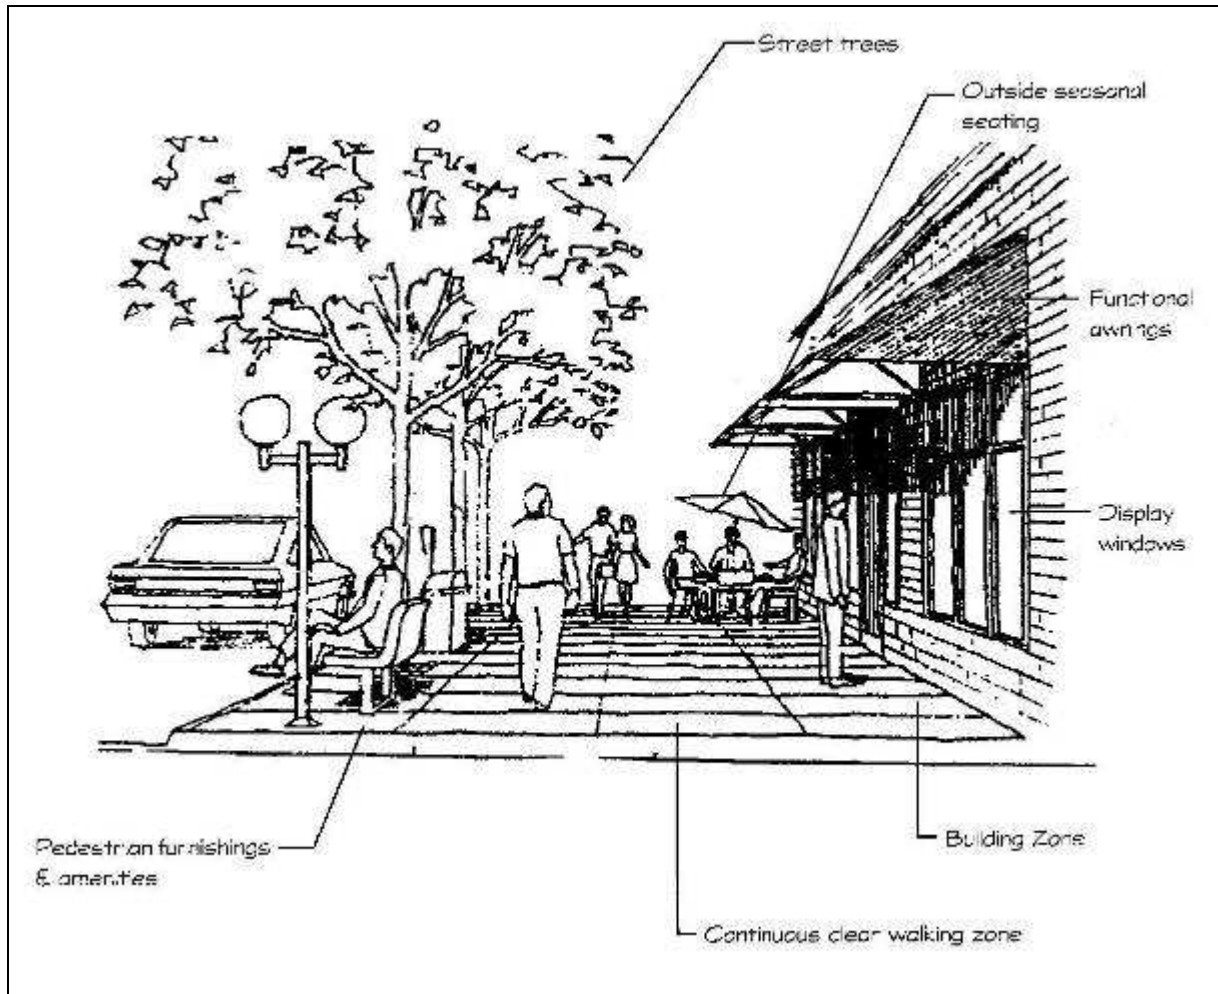 Street trees
Outside seasonal
seating
Functional
awnings
Display
windows
Building Zone
Pedestrian furnishings
& amenities
Continuous clear walking zone